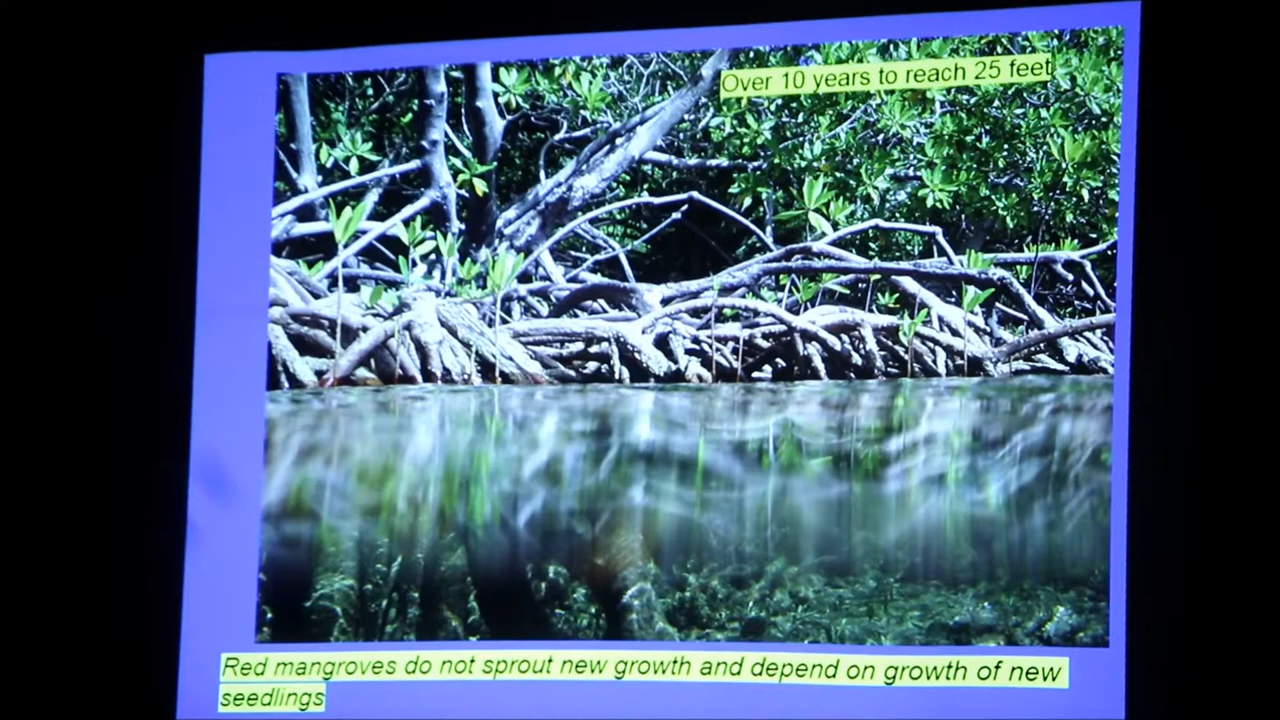 Over 10 years to reach 25 feet
Red mangroves do not sprout new growth and depend on growth of new
seedlings